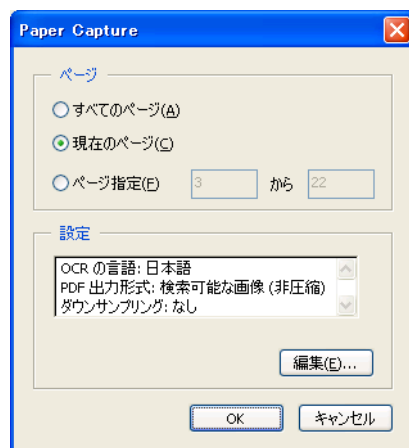 Paper Capture
ページ
すべてのページ(A)
現在のページ(C)
ページ指定(F) 3 から 22
設定
OCR の言語: 日本語
PDF 出力形式: 検索可能な画像 (非圧縮)
ダウンサンプリング: なし
編集(E)...
OK キャンセル